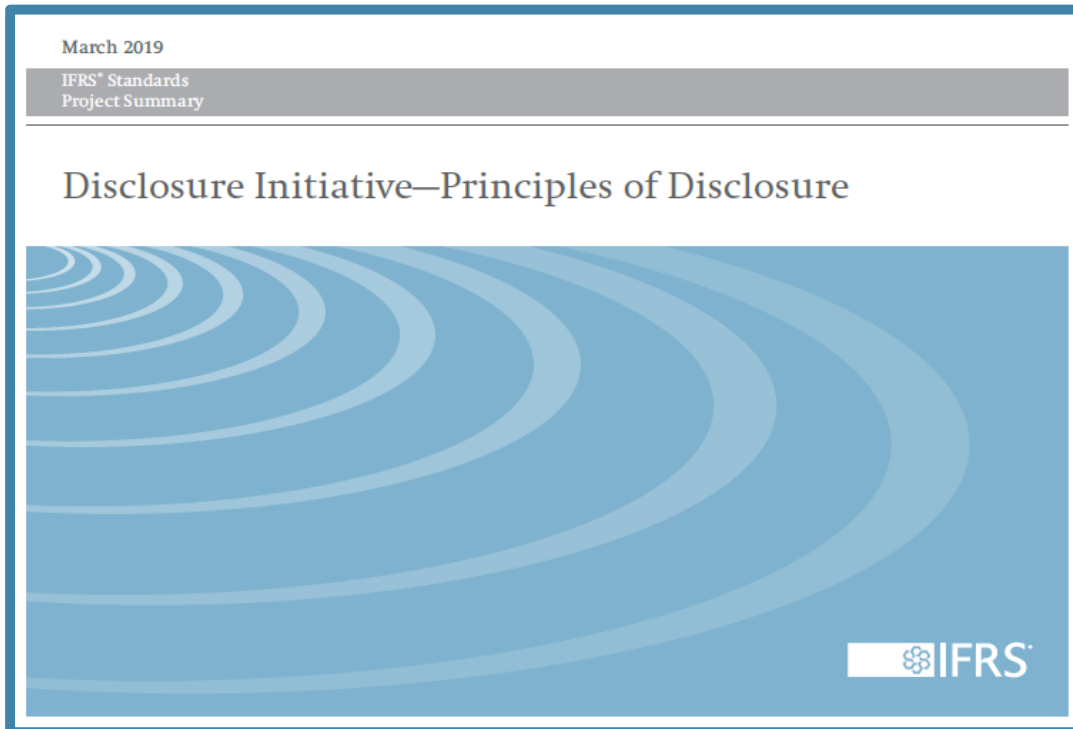 March 2019
IFRS® Standards
Project Summary
Disclosure Initiative—Principles of Disclosure
IFRS®